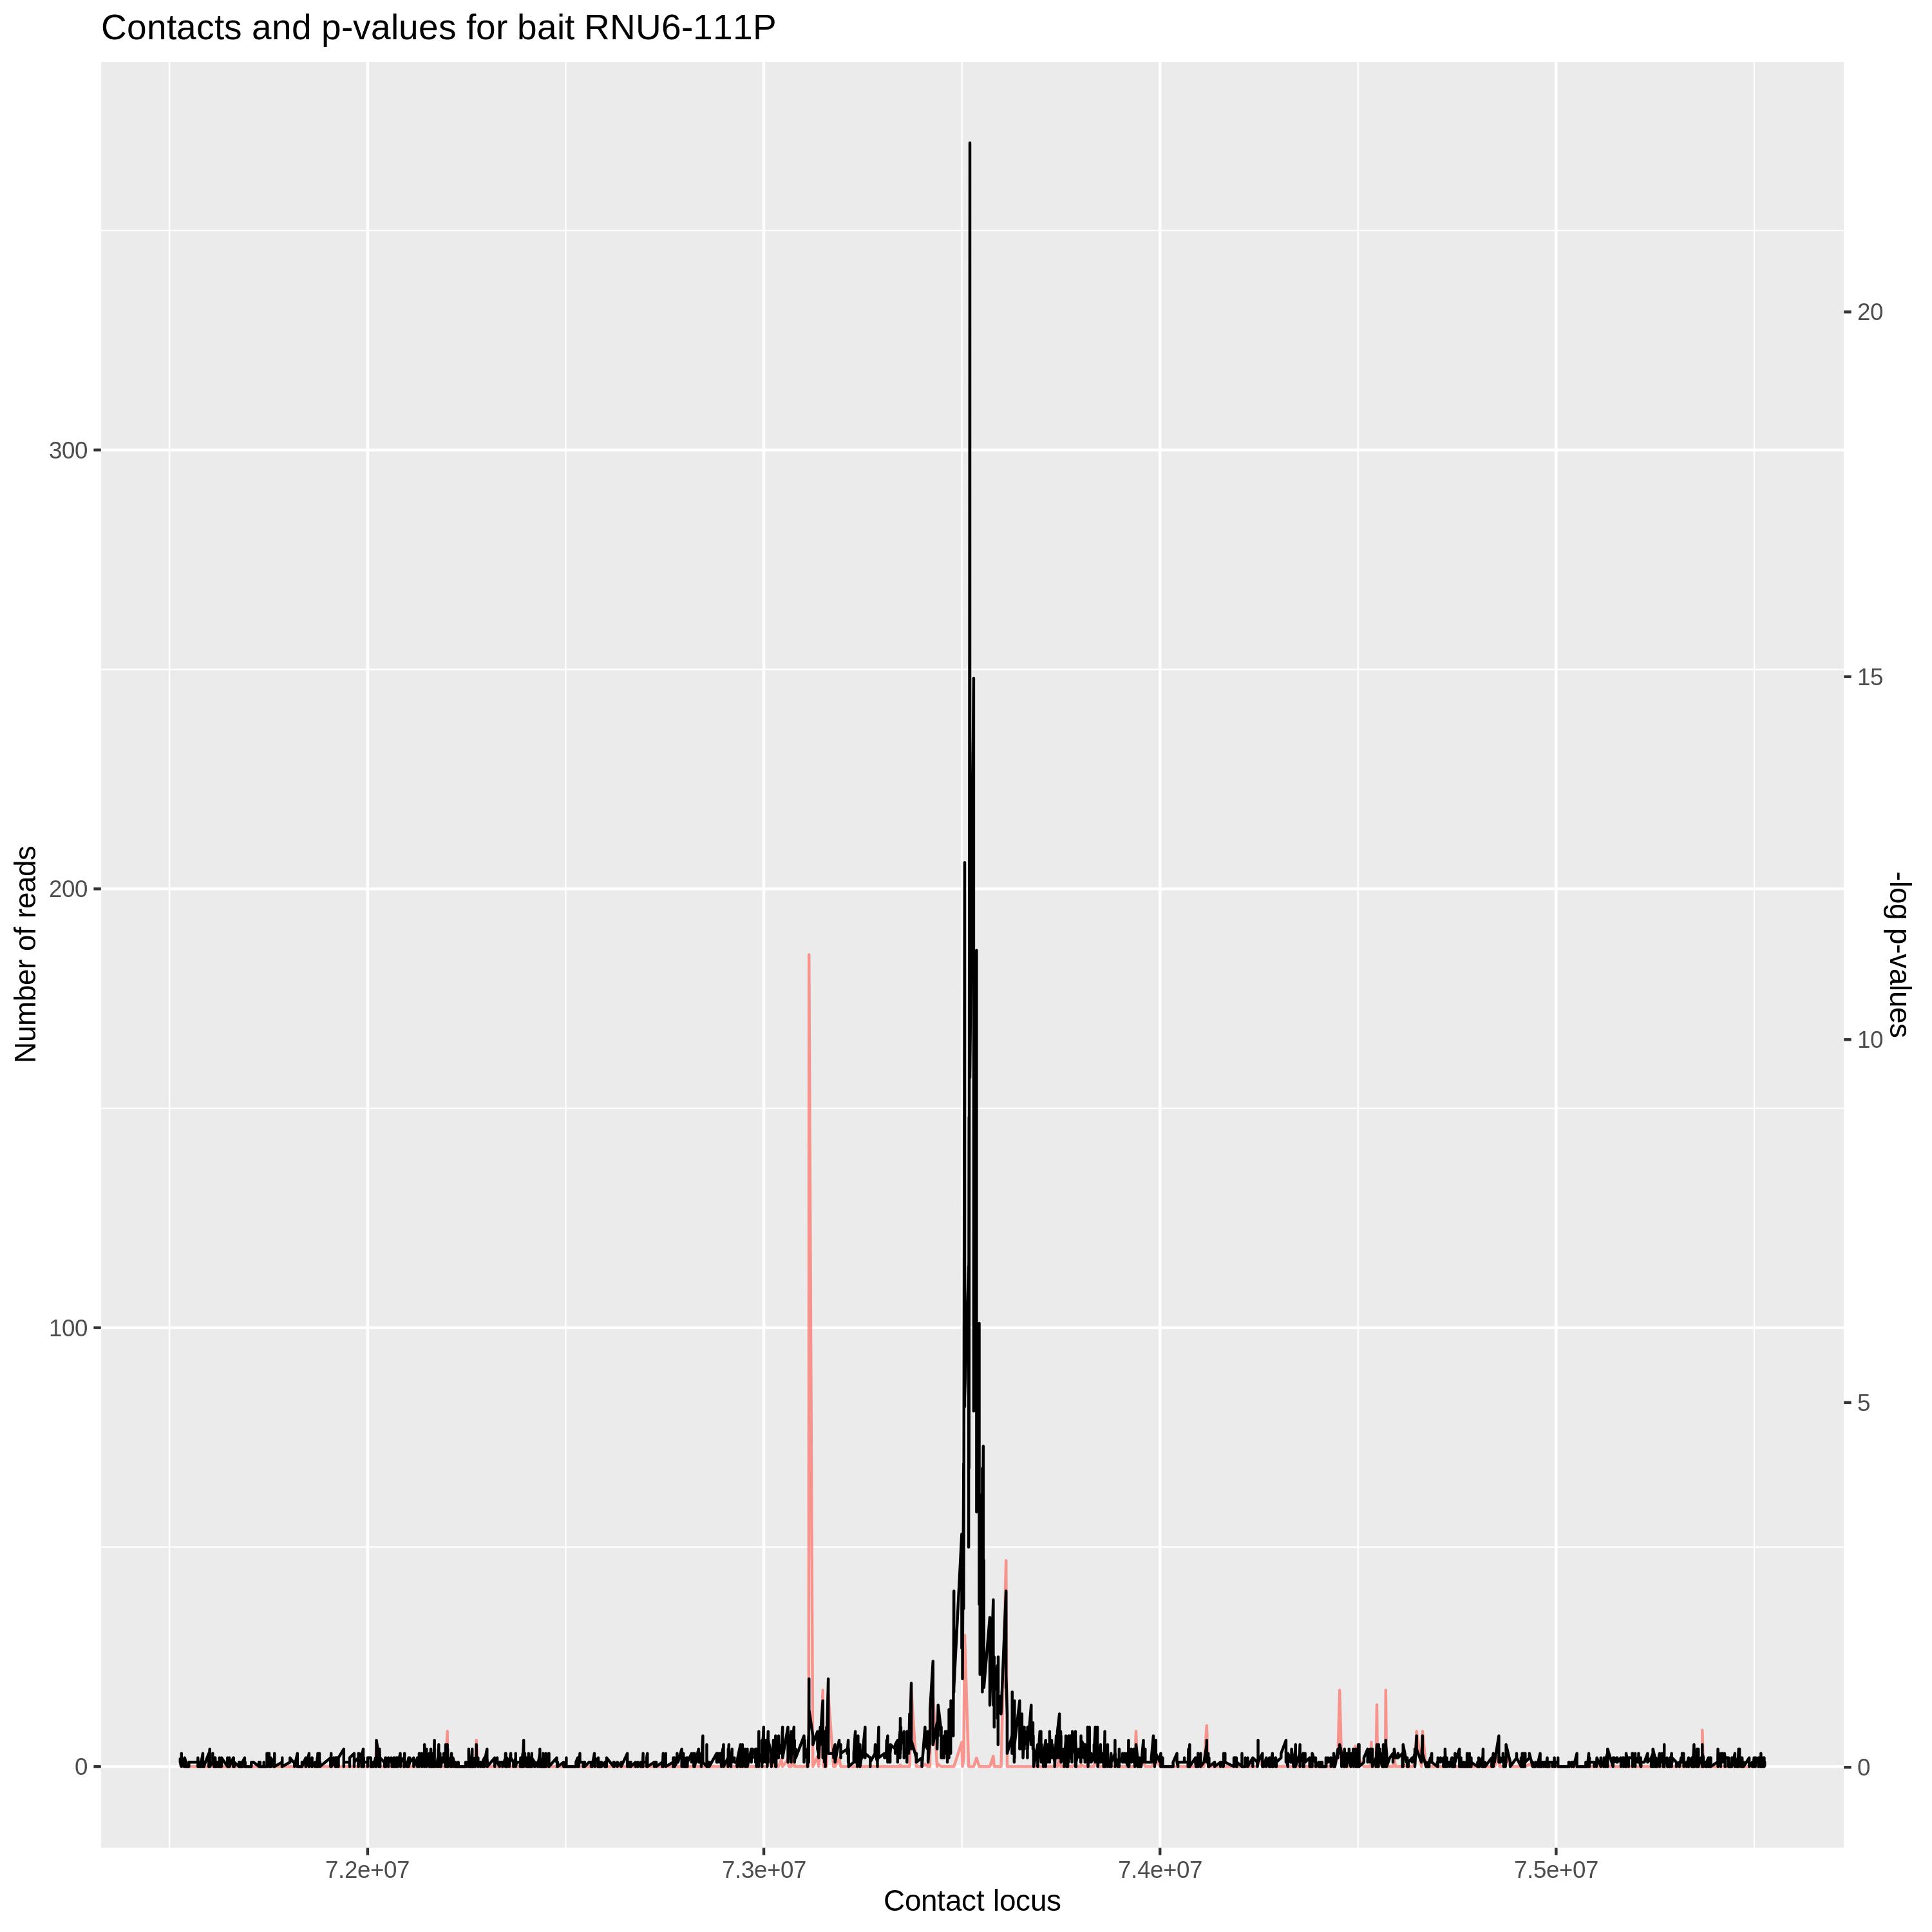 Contacts and p-values for bait RNU6-111P
Number of reads
300
200
100
0
20
15
10
5
0
-log p-values
7.2e+07
7.3e+07
7.4e+07
7.5e+07
Contact locus